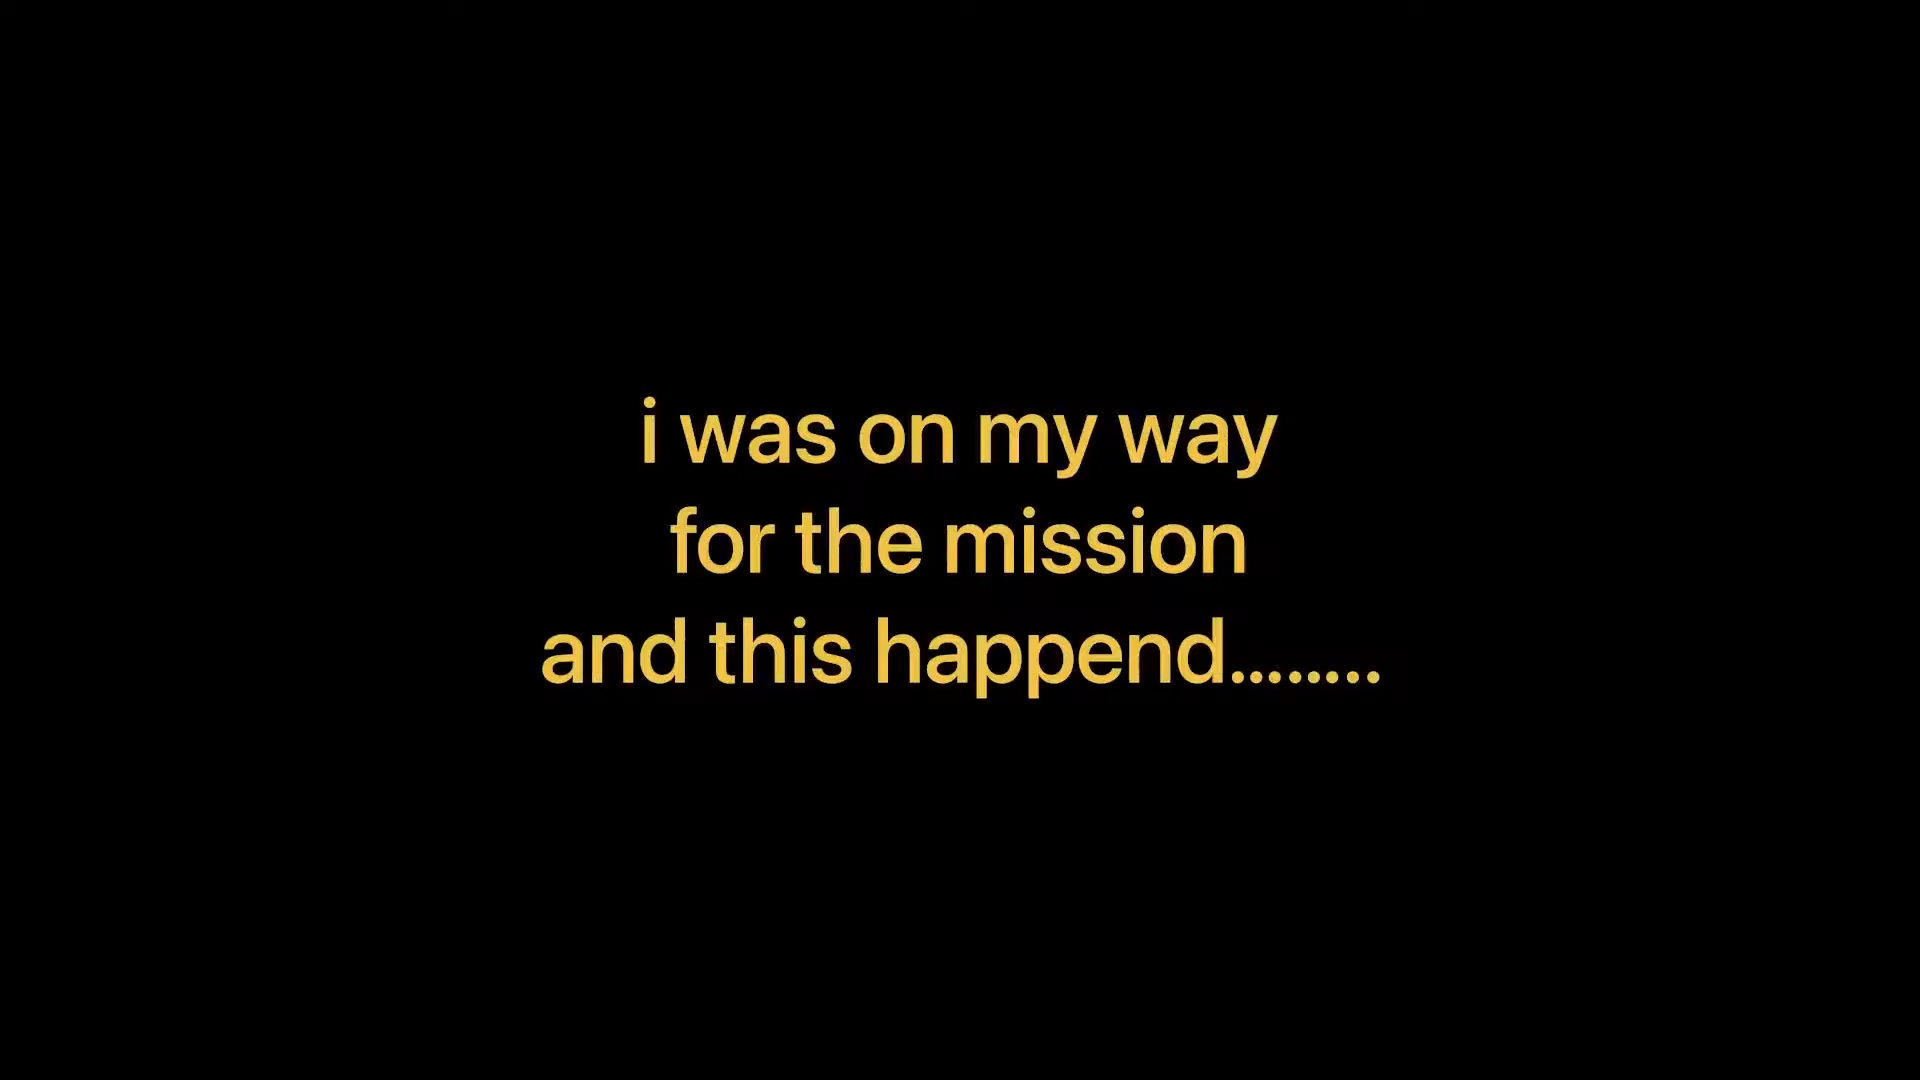 i was on my way
for the mission
and this happend........